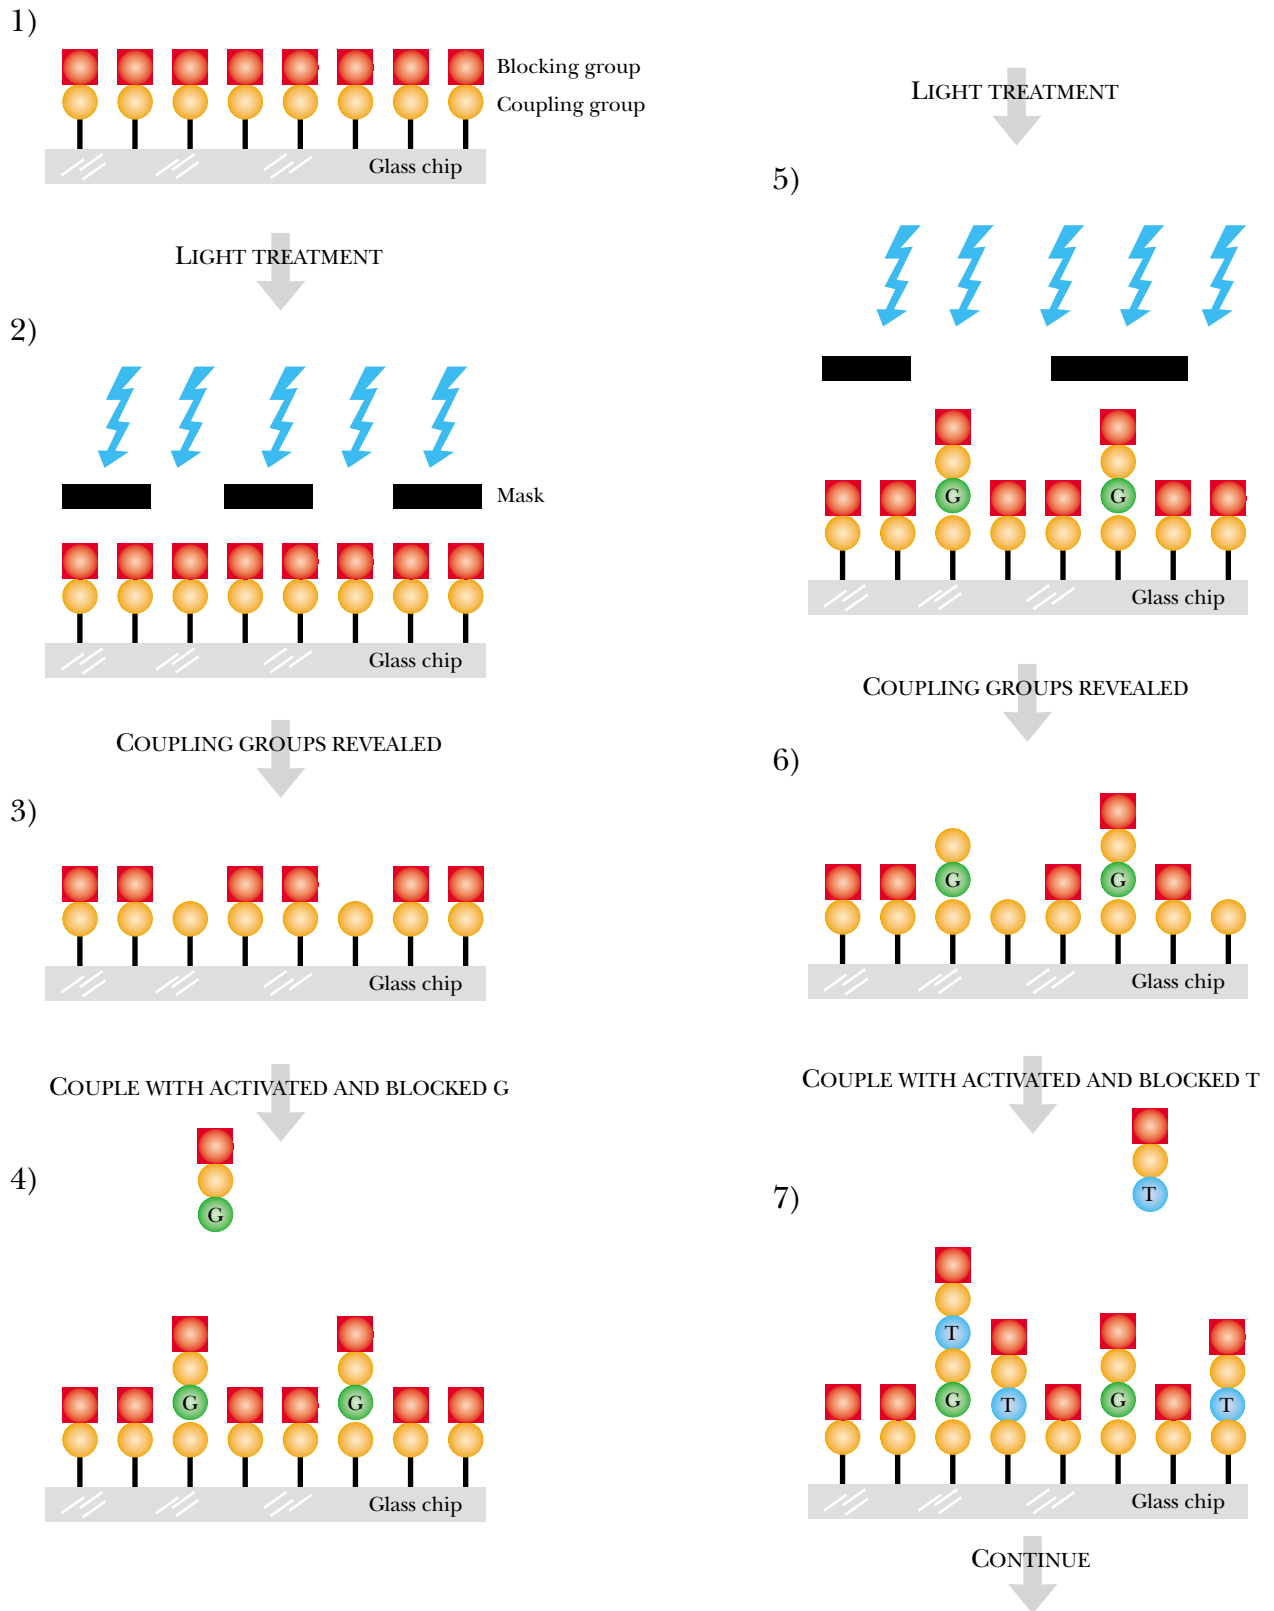 1)
Blocking group
Coupling group
Glass chip
LIGHT TREATMENT
2)
Mask
Glass chip
COUPLING GROUPS REVEALED
3)
Glass chip
COUPLE WITH ACTIVATED AND BLOCKED G
4)
G
G G
Glass chip
LIGHT TREATMENT
5)
G G
Glass chip
COUPLING GROUPS REVEALED
6)
G G
Glass chip
COUPLE WITH ACTIVATED AND BLOCKED T
7)
T
T
G T G T
Glass chip
CONTINUE